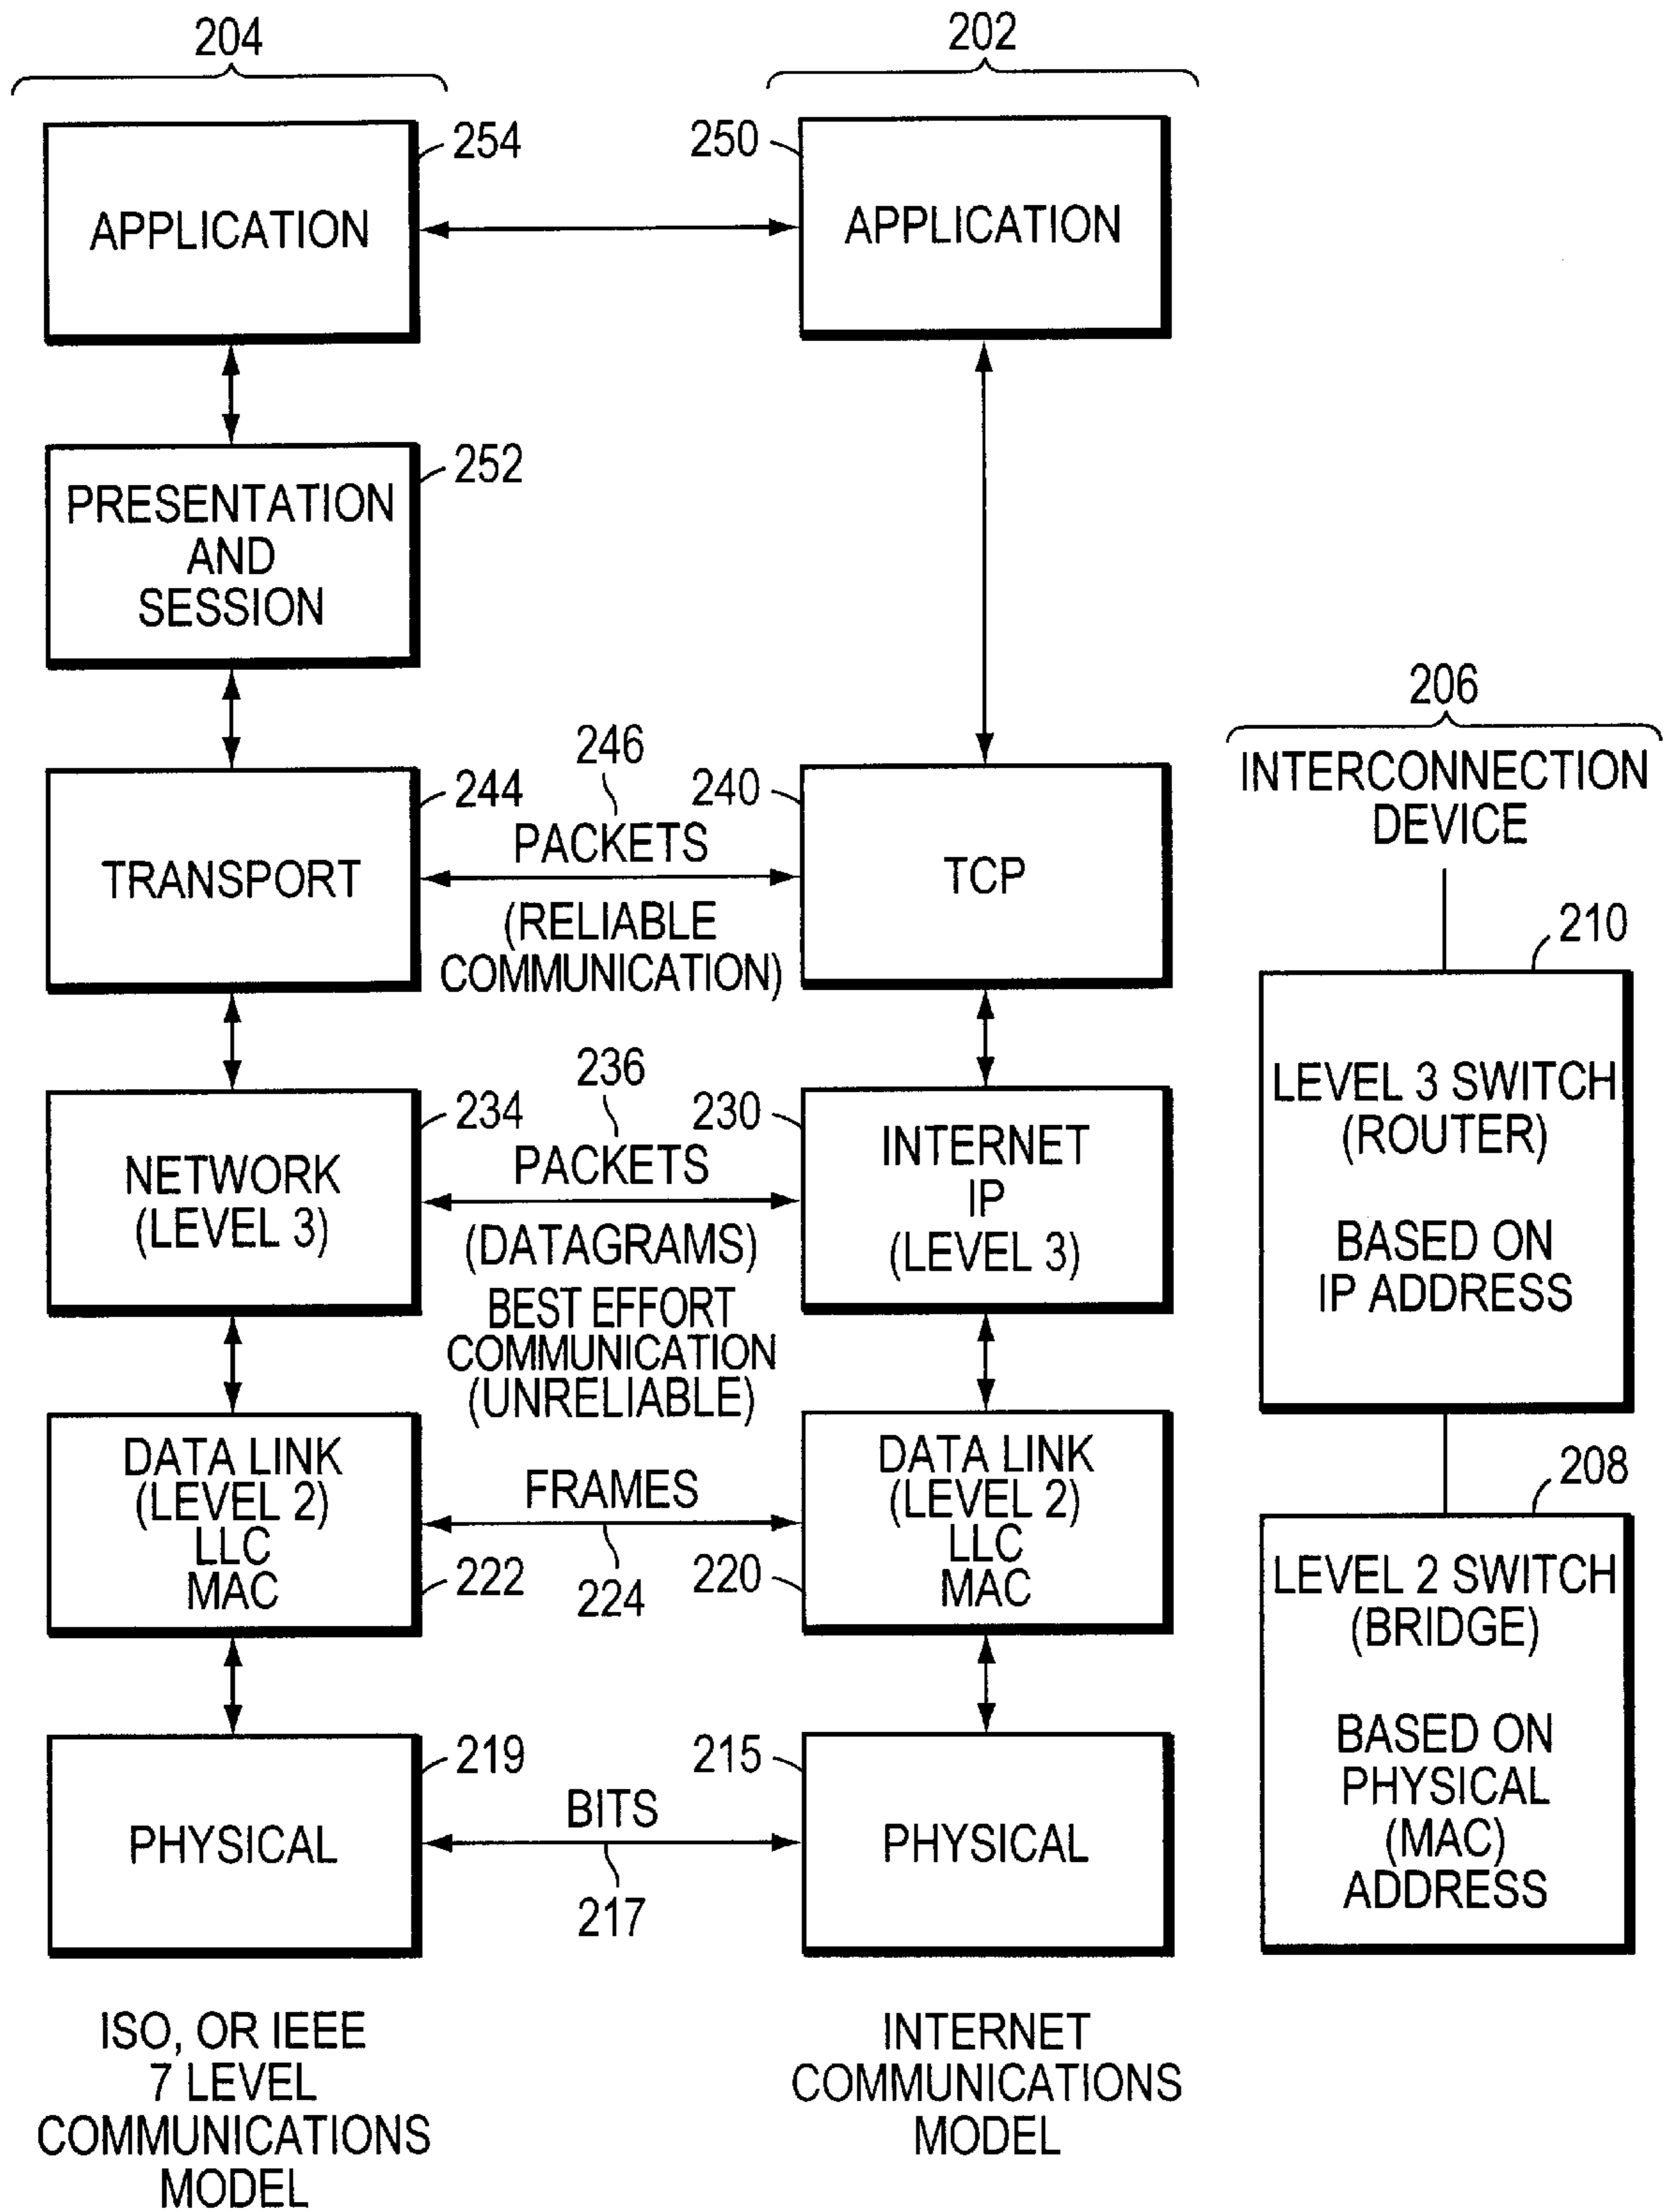 204
202
254
250
APPLICATION
APPLICATION
252
PRESENTATION
AND
SESSION
206
INTERCONNECTION
DEVICE
246
244
240
PACKETS
TRANSPORT
TCP
(RELIABLE
COMMUNICATION)
210
236
234
230
PACKETS
NETWORK
(LEVEL 3)
INTERNET
IP
(LEVEL 3)
(DATAGRAMS)
BEST EFFORT
COMMUNICATION
(UNRELIABLE)
LEVEL 3 SWITCH
(ROUTER)
BASED ON
IP ADDRESS
DATA LINK
(LEVEL 2)
LLC
MAC
222
FRAMES
224
220
DATA LINK
(LEVEL 2)
LLC
MAC
208
LEVEL 2 SWITCH
(BRIDGE)
BASED ON
PHYSICAL
(MAC)
ADDRESS
219
215
BITS
PHYSICAL
PHYSICAL
217
ISO, OR IEEE
7 LEVEL
COMMUNICATIONS
MODEL
INTERNET
COMMUNICATIONS
MODEL